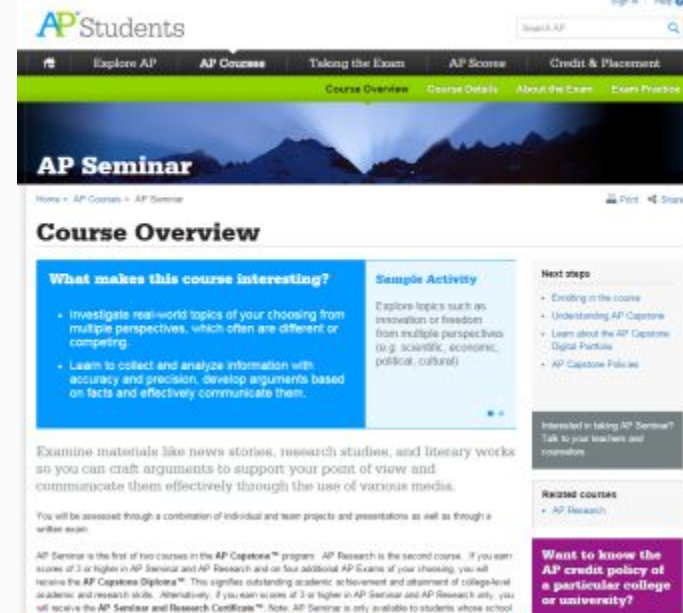 Sign in Help
AP Students
Search AP
Explore AP AP Courses Taking the Exam AP Scores Credit & Placement
Course Overview Course Details About the Exam Exam Practice
AP Seminar
Home > AP Courses > AP Seminar
Print Share
Course Overview
What makes this course interesting?
• Investigate real-world topics of your choosing from
multiple perspectives, which often are different or
competing.
• Learn to collect and analyze information with
accuracy and precision, develop arguments based
on facts and effectively communicate them.
Sample Activity
Explore topics such as
innovation or freedom
from multiple perspectives
(e.g. scientific, economic,
political, cultural)
Next steps
• Enrolling in the course
• Understanding AP Capstone
• Learn about the AP Capstone
Digital Portfolio
• AP Capstone Policies
Interested in taking AP Seminar?
Talk to your teachers and
counselors.
Related courses
• AP Research
Want to know the
AP credit policy of
a particular college
or university?
Examine materials like news stories, research studies, and literary works
so you can craft arguments to support your point of view and
communicate them effectively through the use of various media.
You will be assessed through a combination of individual and team projects and presentations as well as through a
written exam.
AP Seminar is the first of two courses in the AP Capstone™ program. AP Research is the second course. If you earn
scores of 3 or higher in AP Seminar and AP Research and on four additional AP Exams of your choosing, you will
receive the AP Capstone Diploma™. This signifies outstanding academic achievement and attainment of college-level
academic and research skills. Alternatively, if you earn scores of 3 or higher in AP Seminar and AP Research only, you
will receive the AP Seminar and Research Certificate™. Note: AP Seminar is only available to students whose school